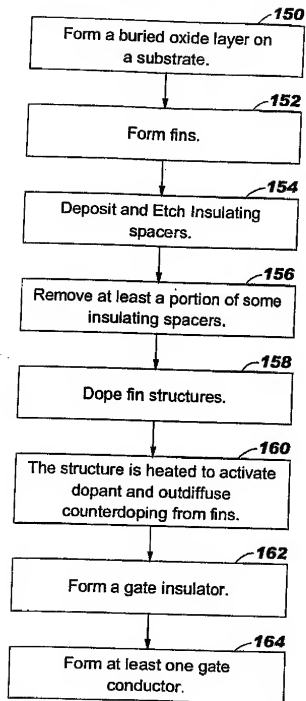 150
Form a buried oxide layer on
a substrate.
152
Form fins.
154
Deposit and Etch Insulating
spacers.
156
Remove at least a portion of some
insulating spacers.
158
Dope fin structures.
160
The structure is heated to activate
dopant and outdiffuse
counterdoping from fins.
162
Form a gate insulator.
164
Form at least one gate
conductor.